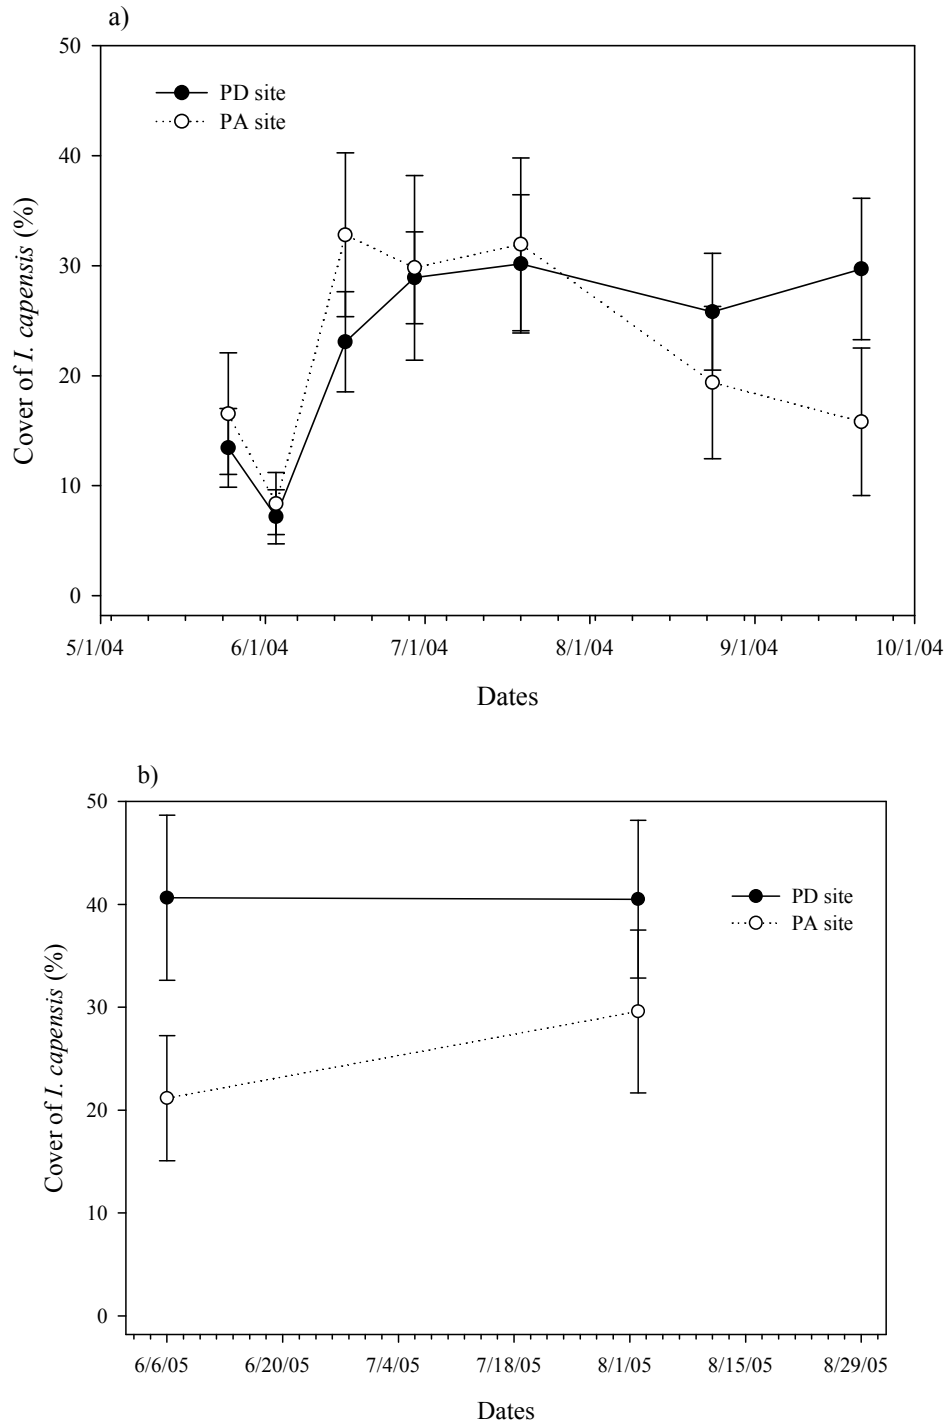 a)
50
40
30
20
10
0
Cover of I. capensis (%)
PD site
PA site
5/1/04 6/1/04 7/1/04 8/1/04 9/1/04 10/1/04
Dates
b)
50
40
30
20
10
0
Cover of I. capensis (%)
PD site
PA site
6/6/05 6/20/05 7/4/05 7/18/05 8/1/05 8/15/05 8/29/05
Dates